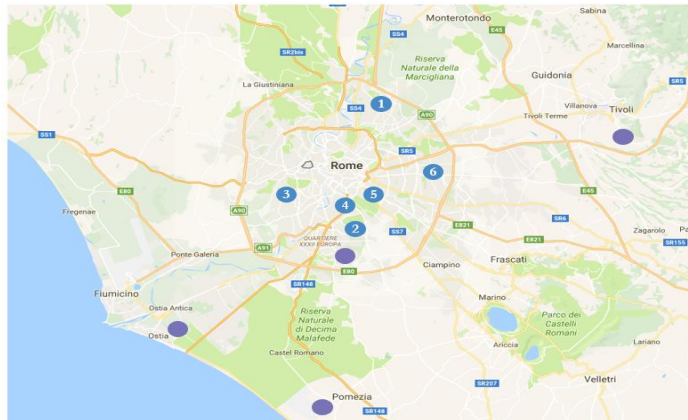 Monterotondo
Sabina
SS4
E45
Marcellina
SR2bis
Riserva
Naturale della
Marcigliana
Guidonia
SR5
La Giustiniana
1
SS4
A90
Villanova
Tivoli
Tivoli Terme
SS1
SR5
Rome
6
E80
E45
Fregenae
3
5
4
A90
SR6
2
E821
Zagarolo
Pa
QUARTIERE
XXXII EUROPA
SS7
E821
SR155
A91
Ponte Galeria
Ciampino
Frascati
E80
SR148
Fiumicino
Marino
Ostia Antica
Riserva
Naturale
di Decima
Malafede
Parco dei
Castelli
Romani
Ostia
Ariccia
Lariano
Castel Romano
Velletri
SR207
Pomezia
SR148